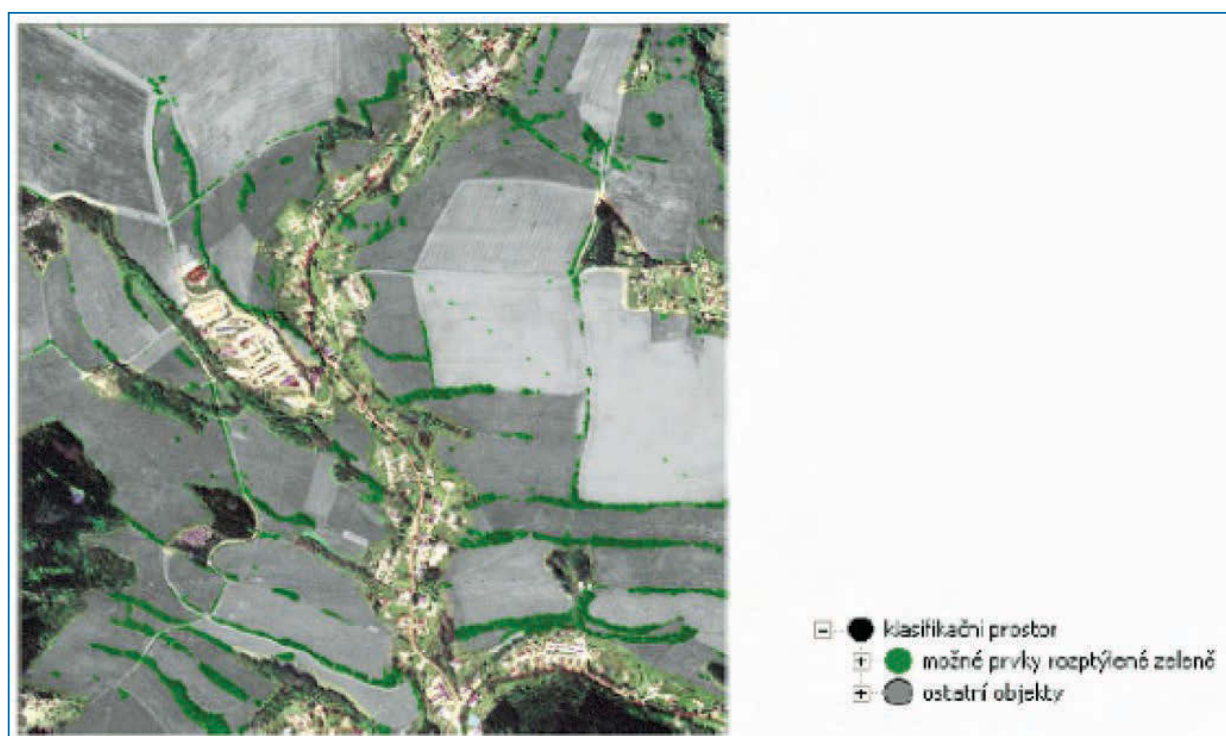 klasifikační prostor
možné prvky rozptýlené zeleně
ostatní objekty